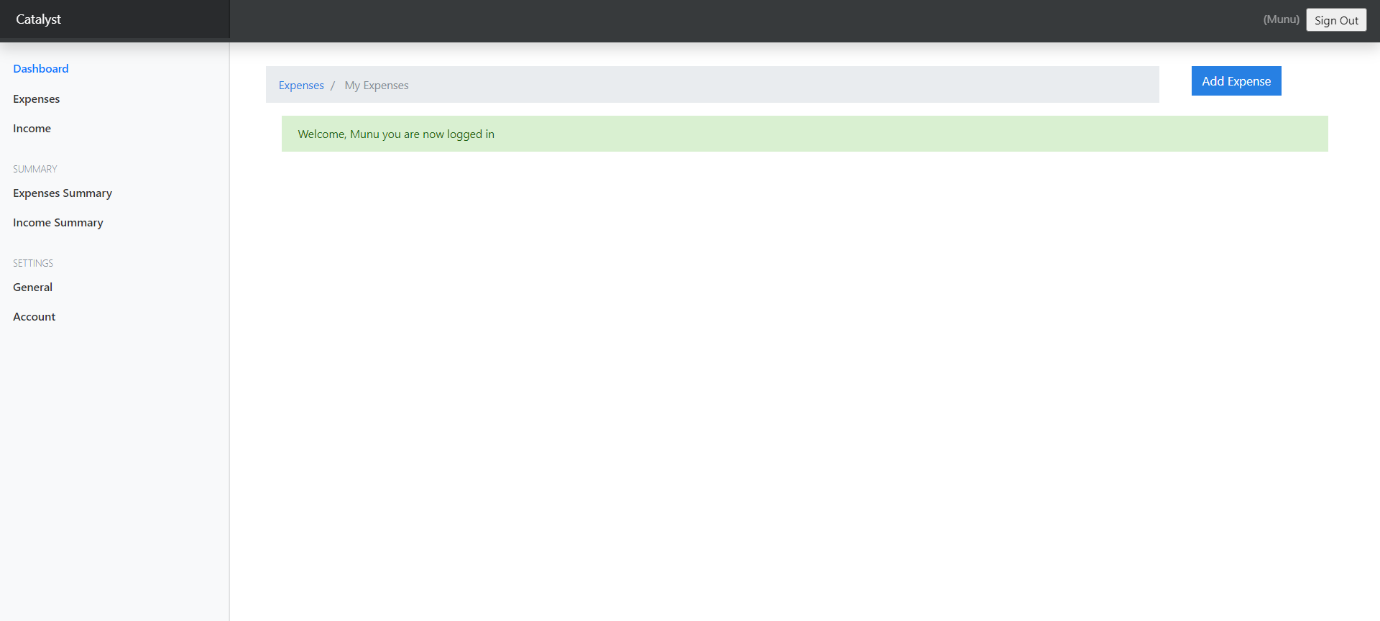 Catalyst
(Munu) Sign Out
Dashboard
Expenses
Income
SUMMARY
Expenses Summary
Income Summary
SETTINGS
General
Account
Expenses / My Expenses
Add Expense
Welcome, Munu you are now logged in